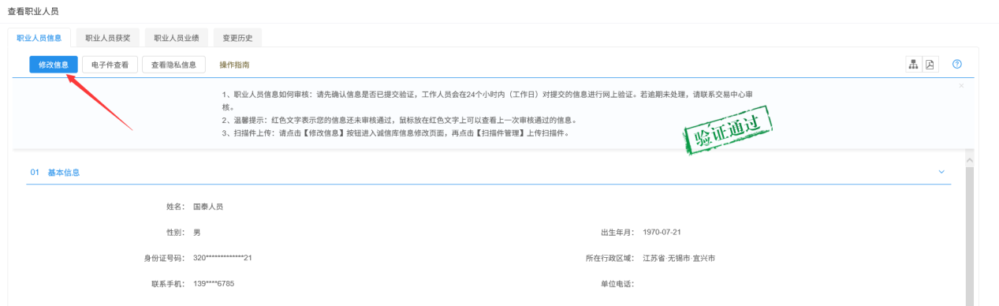 查看职业人员
职业人员信息 职业人员获奖 职业人员业绩 变更历史
修改信息 电子件查看 查看隐私信息 操作指南
1、职业人员信息如何审核：请先确认信息是否已提交验证，工作人员会在24个小时内（工作日）对提交的信息进行网上验证。若逾期未处理，请联系交易中心审
核。
2、温馨提示：红色文字表示您的信息还未审核通过，鼠标放在红色文字上可以查看上一次审核通过的信息。
3、扫描件上传：请点击【修改信息】按钮进入诚信库信息修改页面，再点击【扫描件管理】上传扫描件。
验证通过
01 基本信息
姓名： 国泰人员
性别： 男 出生年月： 1970-07-21
身份证号码： 320*************21 所在行政区域： 江苏省·无锡市·宜兴市
联系手机： 139****6785 单位电话：